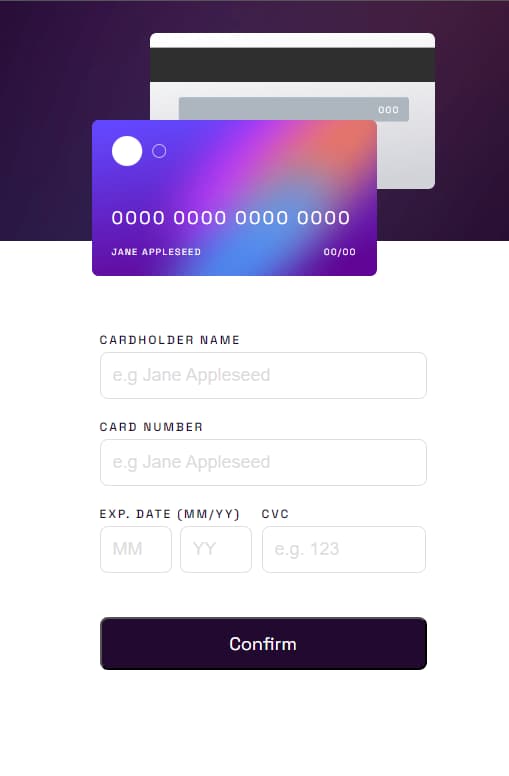 000
0000 0000 0000 0000
JANE APPLESEED 00/00
CARDHOLDER NAME
e.g Jane Appleseed
CARD NUMBER
e.g Jane Appleseed
EXP. DATE (MM/YY) CVC
MM YY e.g. 123
Confirm